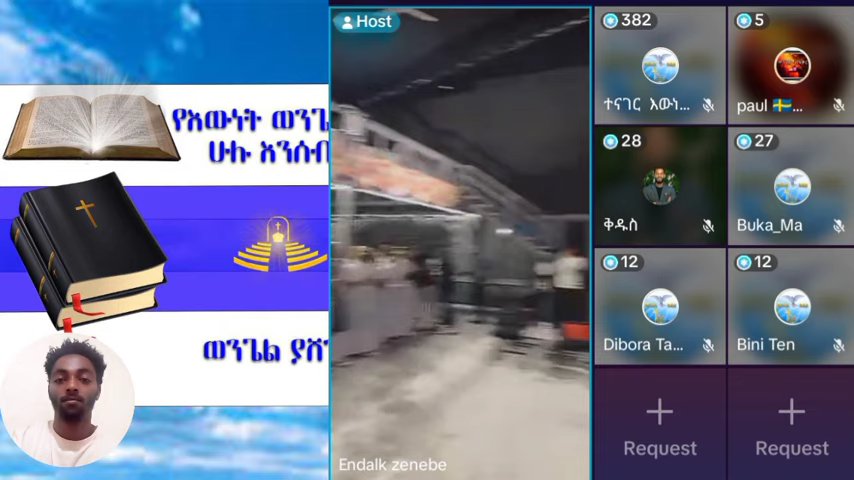 የእውነት ወንጌ
ሁሉ እንሰብ
ወንጌል ያሸ
Host
Endalk zenebe
382
ተናገር እውነ...
5
paul 🇸🇪...
28
ቅዱስ
27
Buka_Ma
12
Dibora Ta...
12
Bini Ten
Request
Request